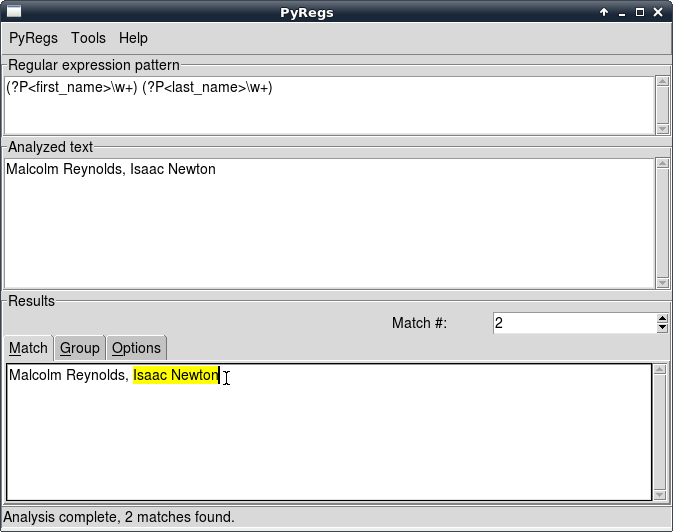 PyRegs
PyRegs Tools Help
Regular expression pattern
(?P<first_name>\w+) (?P<last_name>\w+)
Analyzed text
Malcolm Reynolds, Isaac Newton
Results
Match #: 2
Match Group Options
Malcolm Reynolds, Isaac Newton
Analysis complete, 2 matches found.